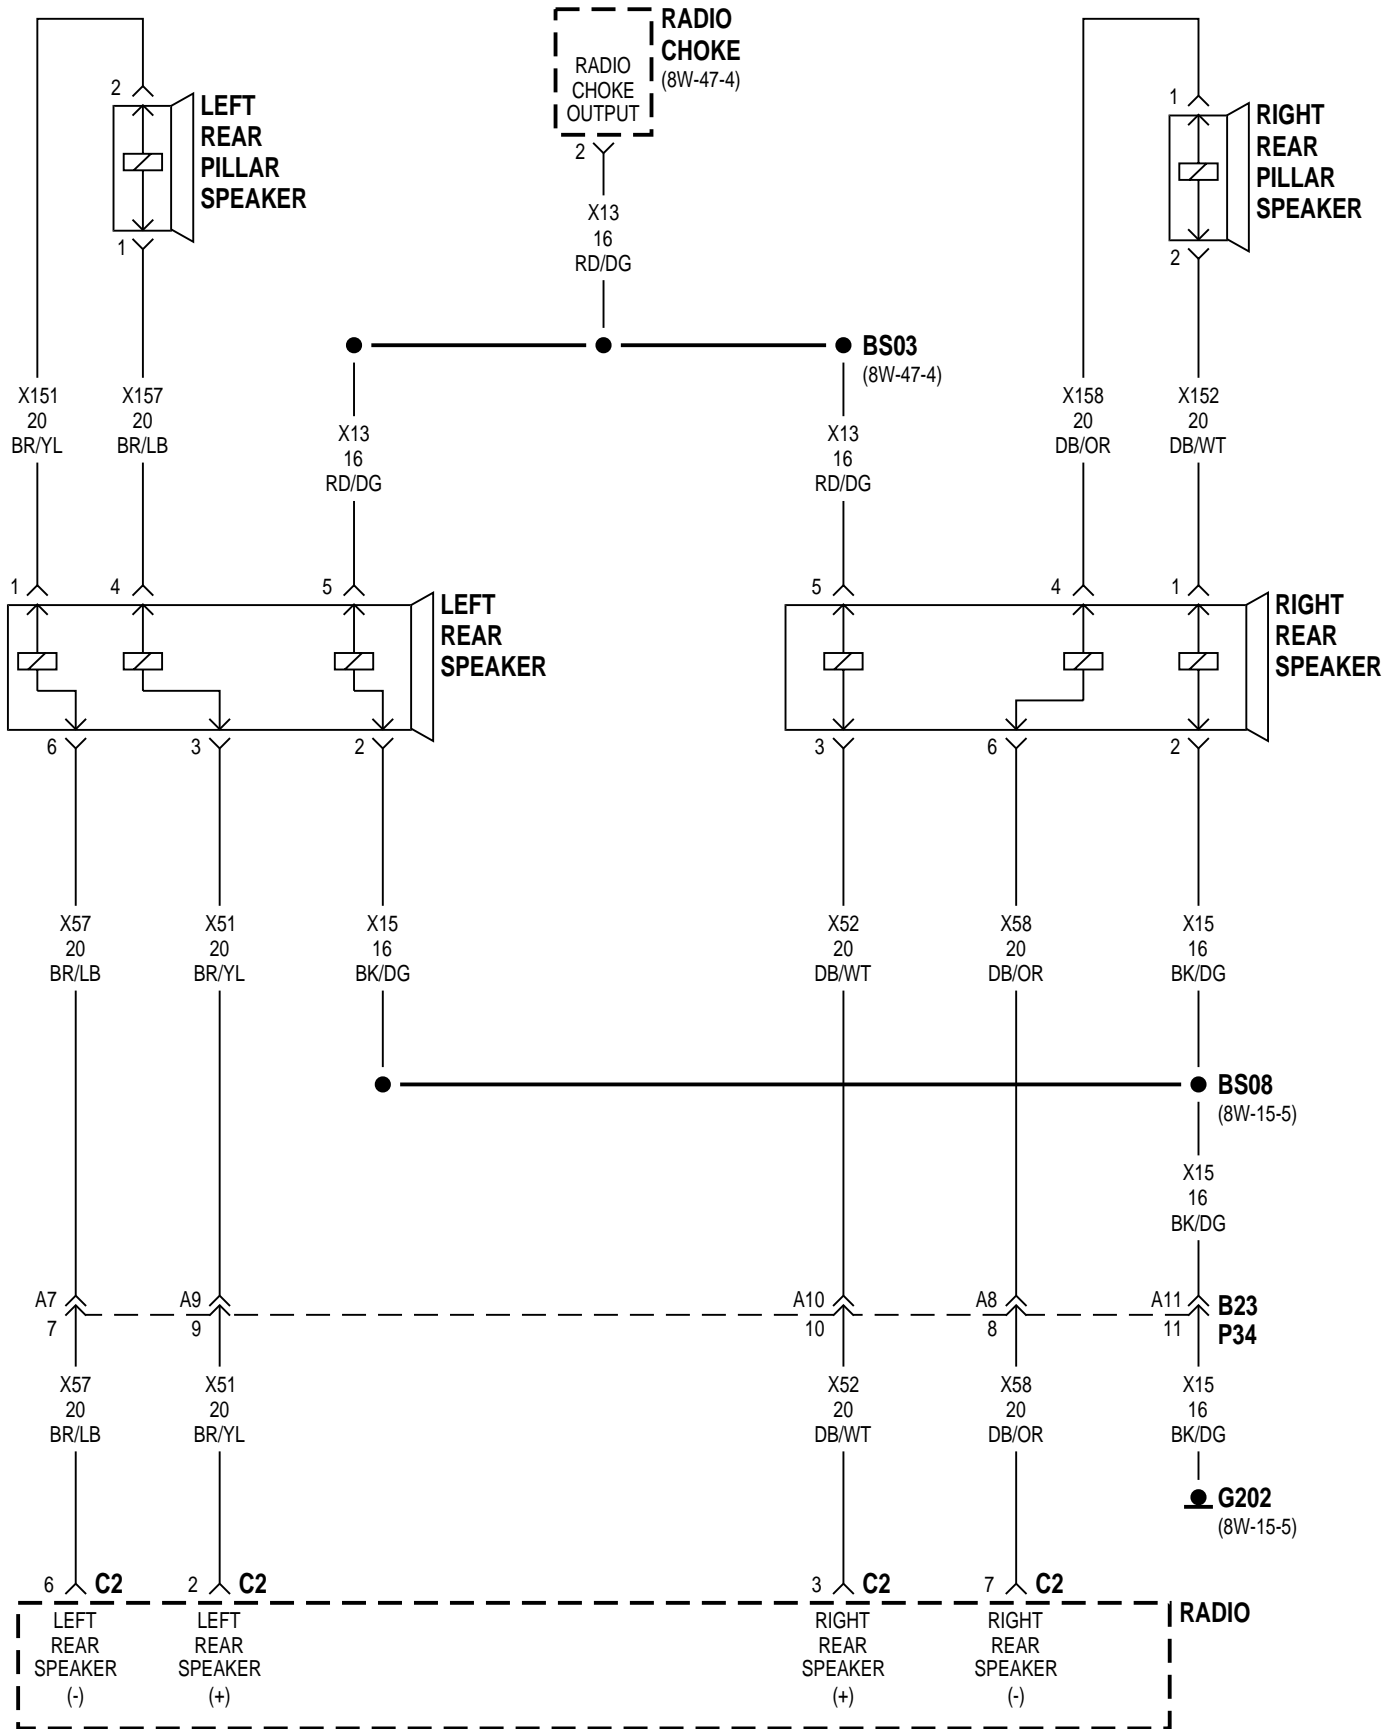 RADIO
CHOKE
(8W-47-4)
RADIO
CHOKE
OUTPUT
2
X13
16
RD/DG
2
LEFT
REAR
PILLAR
SPEAKER
1
1
RIGHT
REAR
PILLAR
SPEAKER
2
BS03
(8W-47-4)
X151
20
BR/YL
X157
20
BR/LB
X13
16
RD/DG
X13
16
RD/DG
X158
20
DB/OR
X152
20
DB/WT
1
4
5
LEFT
REAR
SPEAKER
6
3
2
5
4
1
RIGHT
REAR
SPEAKER
3
6
2
X57
20
BR/LB
X51
20
BR/YL
X15
16
BK/DG
X52
20
DB/WT
X58
20
DB/OR
X15
16
BK/DG
BS08
(8W-15-5)
X15
16
BK/DG
A7
A9
A10
A8
A11
B23
7
9
10
8
11
P34
X57
20
BR/LB
X51
20
BR/YL
X52
20
DB/WT
X58
20
DB/OR
X15
16
BK/DG
G202
(8W-15-5)
6 C2
2 C2
3 C2
7 C2
RADIO
LEFT
REAR
SPEAKER
(-)
LEFT
REAR
SPEAKER
(+)
RIGHT
REAR
SPEAKER
(+)
RIGHT
REAR
SPEAKER
(-)